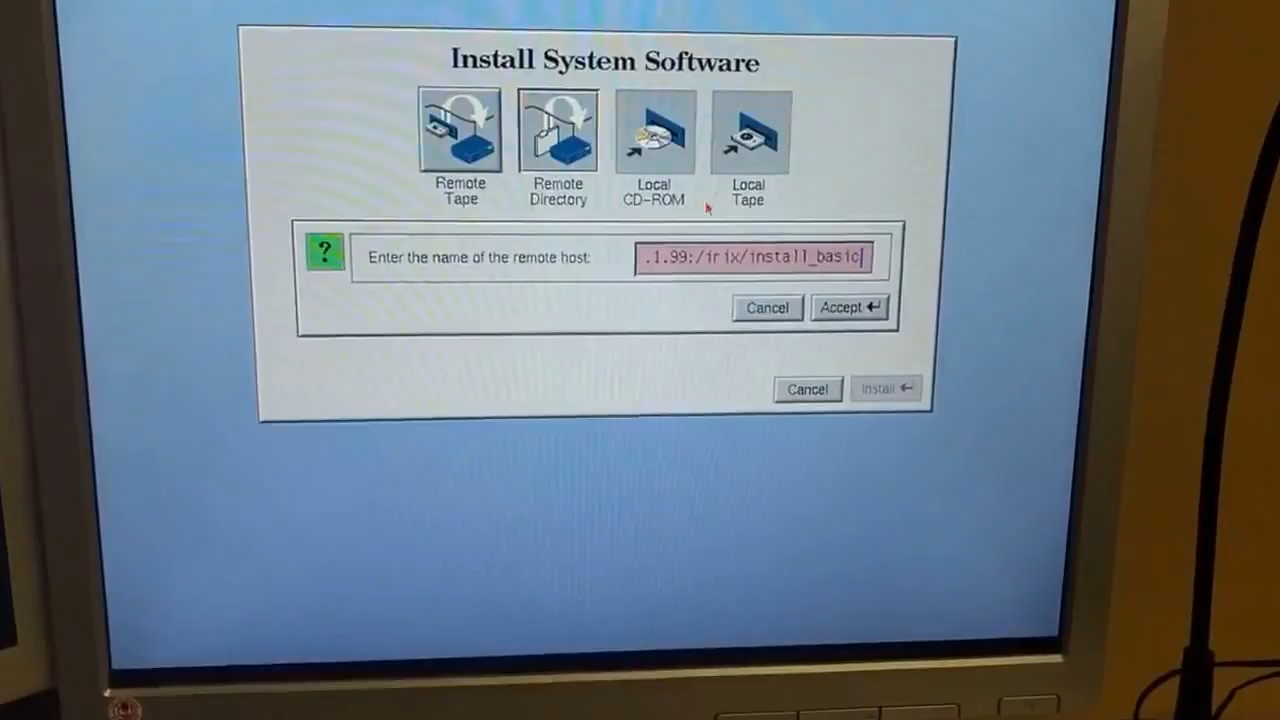 Install System Software
Remote
Tape
Remote
Directory
Local
CD-ROM
Local
Tape
?
Enter the name of the remote host:
.1.99:/irix/install_basic
Cancel
Accept
Cancel
Install